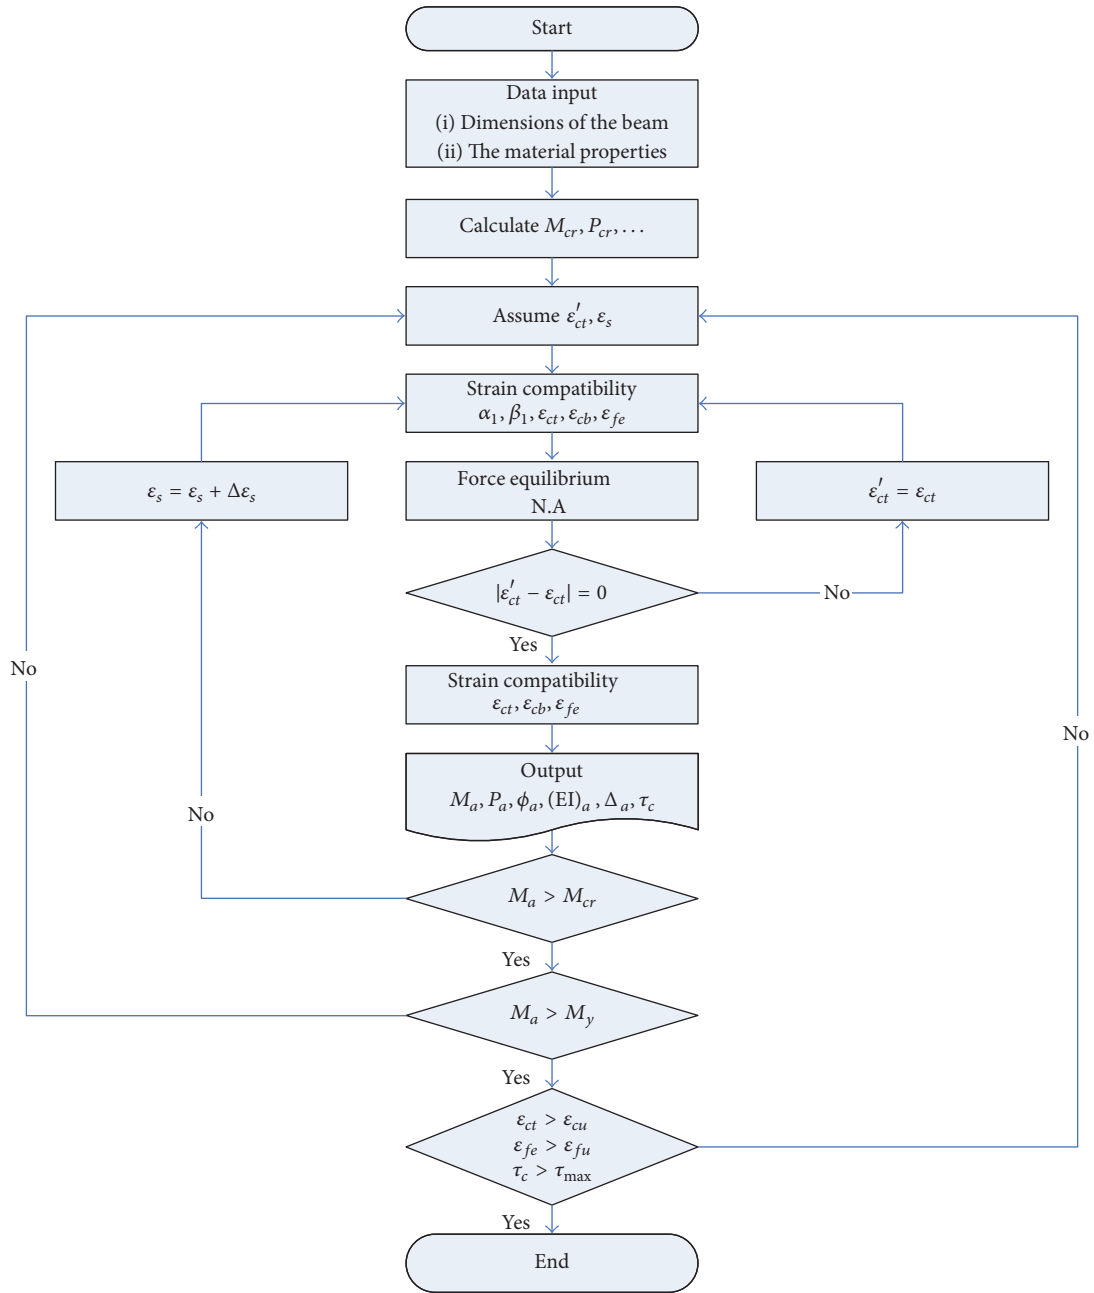 Start
Data input
(i) Dimensions of the beam
(ii) The material properties
Calculate M_cr, P_cr, ...
Assume ε′_ct, ε_s
Strain compatibility
α_1, β_1, ε_ct, ε_cb, ε_fe
ε_s = ε_s + Δε_s
Force equilibrium
N.A
ε′_ct = ε_ct
|ε′_ct − ε_ct| = 0
No
Yes
Strain compatibility
ε_ct, ε_cb, ε_fe
No
No
Output
M_a, P_a, ϕ_a, (EI)_a, Δ_a, τ_c
No
M_a > M_cr
Yes
M_a > M_y
Yes
ε_ct > ε_cu
ε_fe > ε_fu
τ_c > τ_max
Yes
End